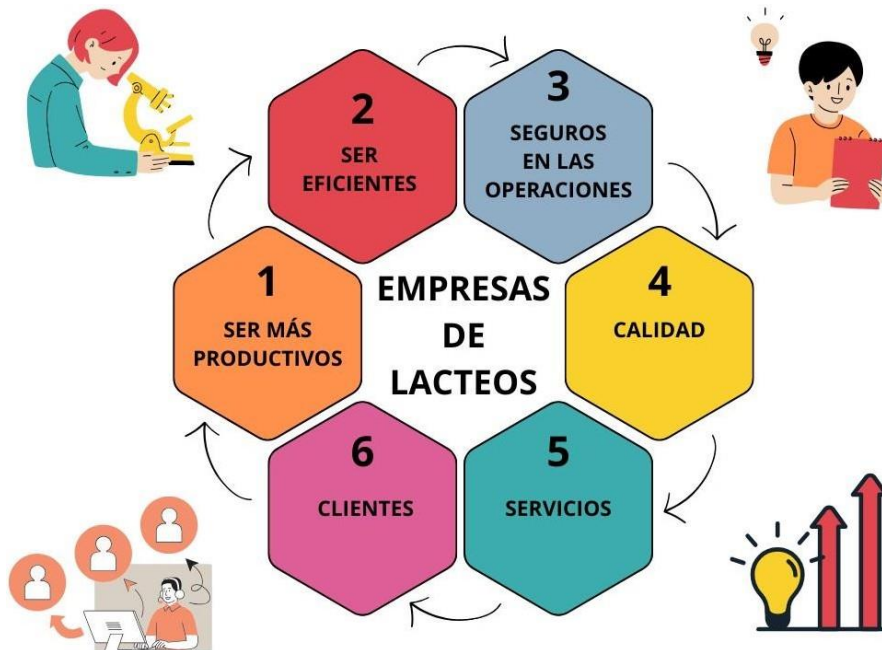 1
SER MÁS
PRODUCTIVOS
2
SER
EFICIENTES
3
SEGUROS
EN LAS
OPERACIONES
4
CALIDAD
5
SERVICIOS
6
CLIENTES
EMPRESAS
DE
LACTEOS